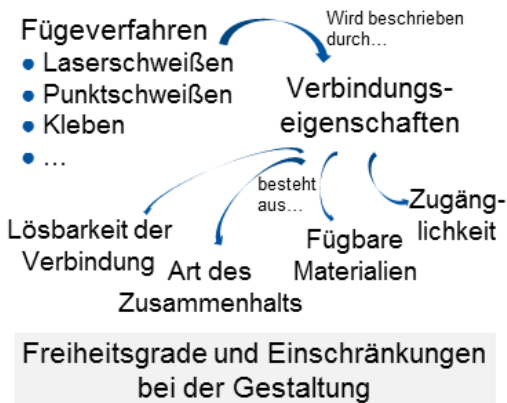 Fügeverfahren
Wird beschrieben
durch...
• Laserschweißen
• Punktschweißen
• Kleben
• ...
Verbindungs-
eigenschaften
besteht
aus...
Lösbarkeit der
Verbindung
Art des
Zusammenhalts
Fügbare
Materialien
Zugäng-
lichkeit
Freiheitsgrade und Einschränkungen
bei der Gestaltung